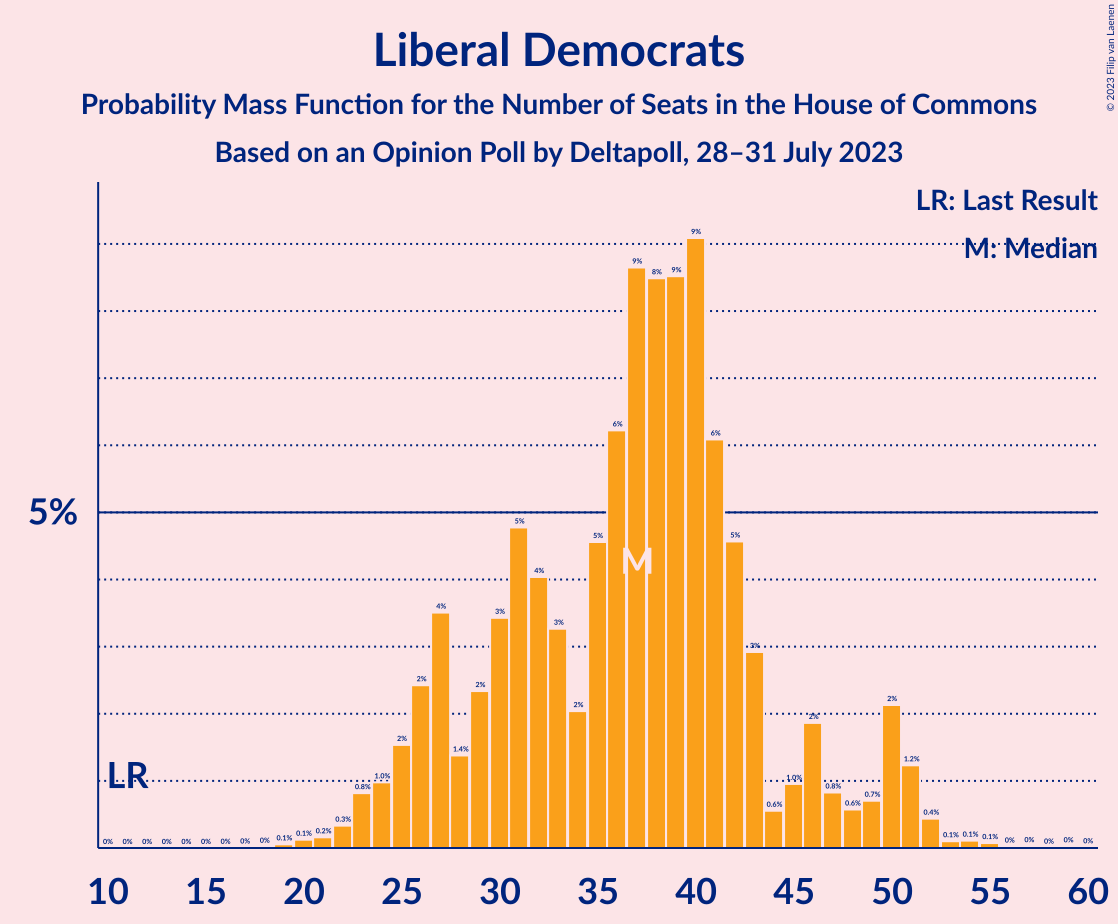 Liberal Democrats
Probability Mass Function for the Number of Seats in the House of Commons
Based on an Opinion Poll by Deltapoll, 28–31 July 2023
© 2023 Filip van Laenen
LR: Last Result
M: Median
5%
LR
M
0% 0% 0% 0% 0% 0% 0% 0% 0% 0.1% 0.1% 0.2% 0.3% 0.8% 1.0% 2% 2% 4% 1.4% 2% 3% 5% 4% 3% 2% 5% 6% 9% 8% 9% 9% 6% 5% 3% 0.6% 1.0% 2% 0.8% 0.6% 0.7% 2% 1.2% 0.4% 0.1% 0.1% 0.1% 0% 0% 0% 0% 0%
10 15 20 25 30 35 40 45 50 55 60